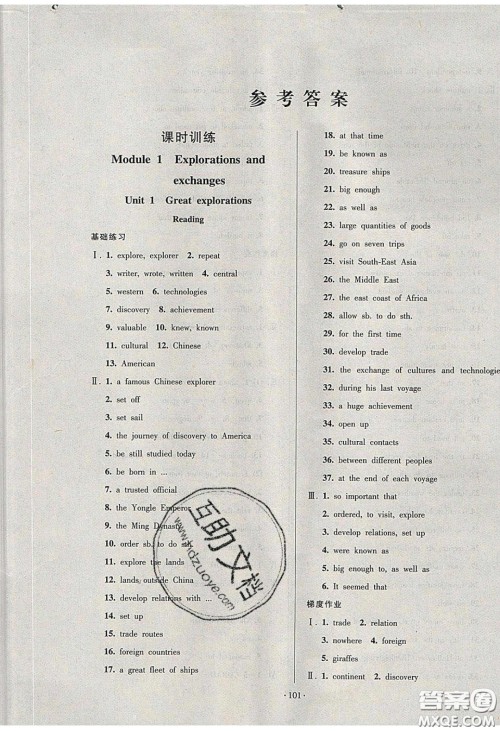 参考答案
课时训练
Module 1 Explorations and
exchanges
Unit 1 Great explorations
Reading
基础练习
Ⅰ. 1. explore, explorer 2. repeat
3. writer, wrote, written 4. central
5. western 6. technologies
7. discovery 8. achievement
9. valuable 10. knew, known
11. cultural 12. Chinese
13. American
Ⅱ. 1. a famous Chinese explorer
2. set off
3. set sail
4. the journey of discovery to America
5. be still studied today
6. be born in ...
7. a trusted official
8. the Yongle Emperor
9. the Ming Dynasty
10. order sb. to do sth.
11. explore the lands
12. lands outside China
13. develop relations with ...
14. set up
15. trade routes
16. foreign countries
17. a great fleet of ships
18. at that time
19. be known as
20. treasure ships
21. big enough
22. as well as
23. large quantities of goods
24. go on seven trips
25. visit South-East Asia
26. the Middle East
27. the east coast of Africa
28. allow sb. to do sth.
29. for the first time
30. develop trade
31. the exchange of cultures and technologie
32. during his last voyage
33. a huge achievement
34. open up
35. cultural contacts
36. between different peoples
37. at the end of each voyage
Ⅲ. 1. so important that
2. ordered, to visit, explore
3. develop relations, set up
4. were known as
5. big enough to, as well as
6. It seemed that
梯度作业
Ⅰ. 1. trade 2. relation
3. nowhere 4. foreign
5. giraffes
Ⅱ. 1. continent 2. discovery
· 101 ·
互助文档
hdzuoye.com
答案圈
MXQE.COM